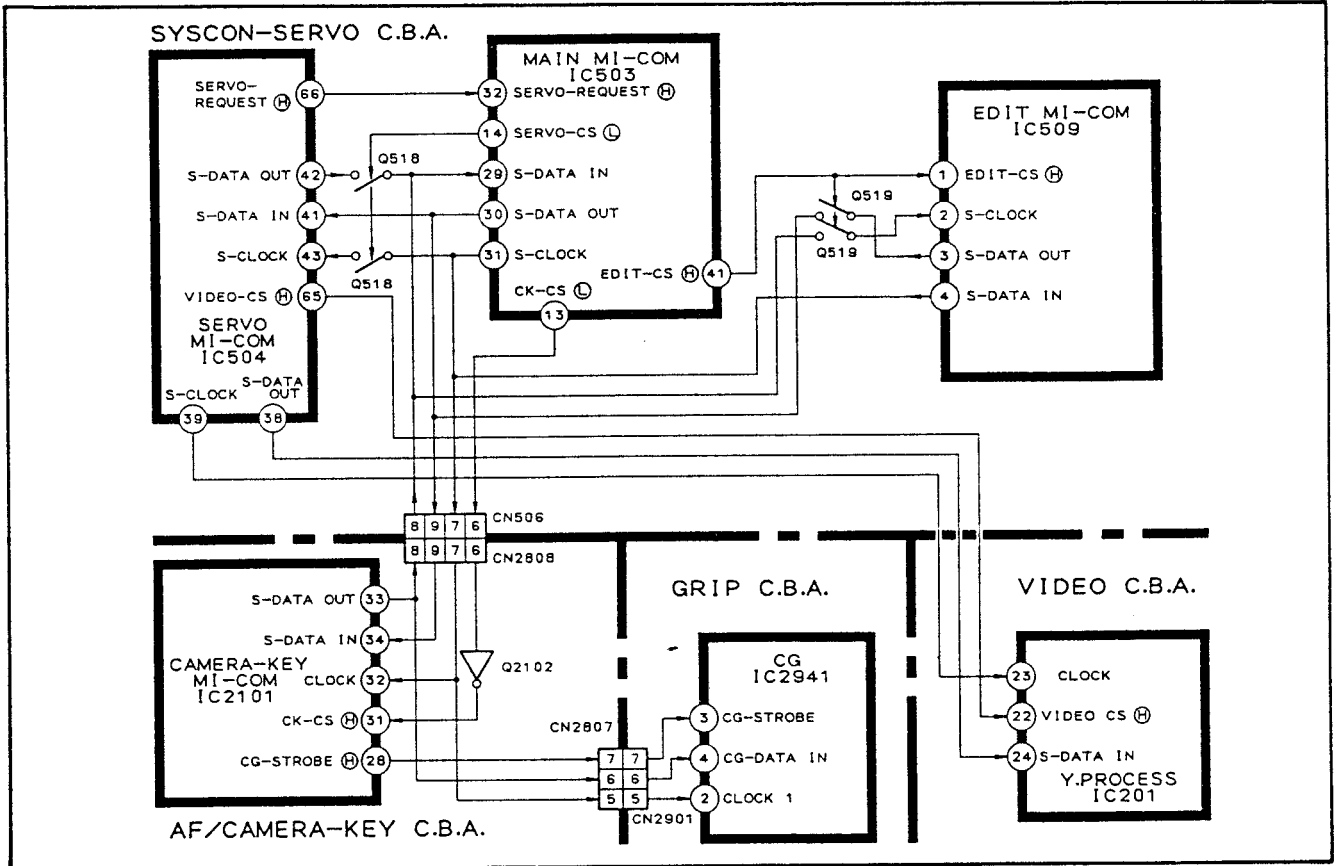 SYSCON-SERVO C.B.A.
SERVO-
REQUEST Ⓗ 66
S-DATA OUT 42
S-DATA IN 41
S-CLOCK 43
VIDEO-CS Ⓗ 65
SERVO
MI-COM
IC504
S-CLOCK
S-DATA
OUT
39
38
Q518
Q518
MAIN MI-COM
IC503
32 SERVO-REQUEST Ⓗ
14 SERVO-CS Ⓛ
29 S-DATA IN
30 S-DATA OUT
31 S-CLOCK
EDIT-CS Ⓗ 41
CK-CS Ⓛ
13
Q519
Q519
EDIT MI-COM
IC509
1 EDIT-CS Ⓗ
2 S-CLOCK
3 S-DATA OUT
4 S-DATA IN
8 9 7 6 CN506
8 9 7 6 CN2808
S-DATA OUT 33
S-DATA IN 34
CAMERA-KEY
MI-COM
IC2101
CLOCK 32
CK-CS Ⓗ 31
CG-STROBE Ⓗ 28
Q2102
AF/CAMERA-KEY C.B.A.
CN2807
7 7
6 6
5 5
CN2901
GRIP C.B.A.
CG
IC2941
3 CG-STROBE
4 CG-DATA IN
2 CLOCK 1
VIDEO C.B.A.
23 CLOCK
22 VIDEO CS Ⓗ
24 S-DATA IN
Y.PROCESS
IC201